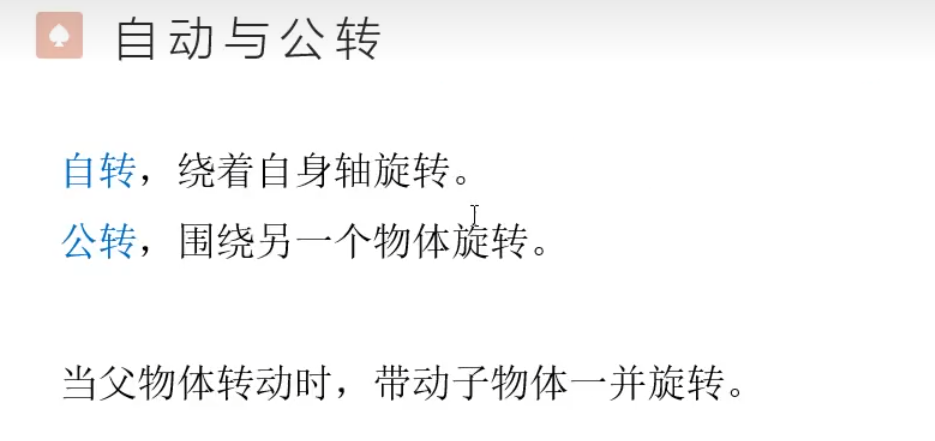 自动与公转
自转，绕着自身轴旋转。
公转，围绕另一个物体旋转。
当父物体转动时，带动子物体一并旋转。